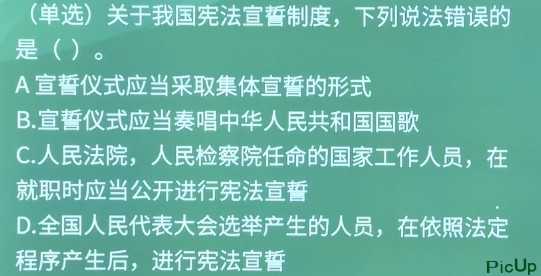 （单选）关于我国宪法宣誓制度，下列说法错误的
是（ ）。
A 宣誓仪式应当采取集体宣誓的形式
B.宣誓仪式应当奏唱中华人民共和国国歌
C.人民法院，人民检察院任命的国家工作人员，在
就职时应当公开进行宪法宣誓
D.全国人民代表大会选举产生的人员，在依照法定
程序产生后，进行宪法宣誓
PicUp